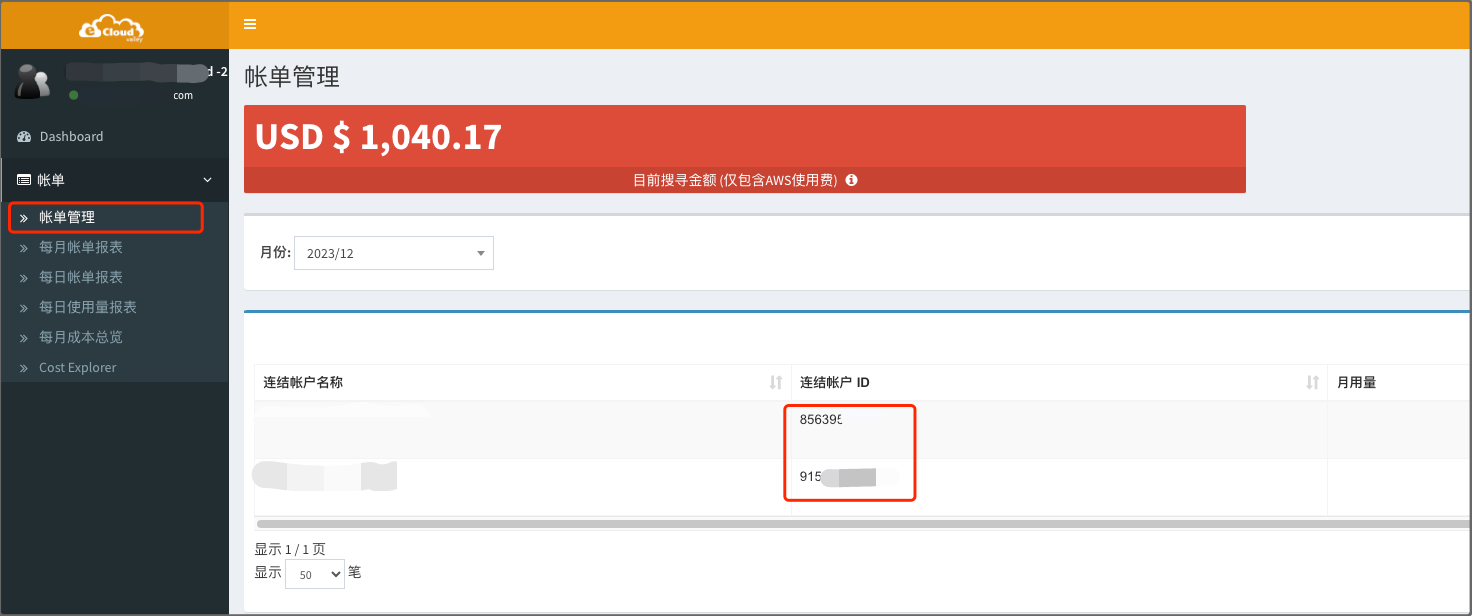 eCloud
valley
d -2
com
Dashboard
帐单
帐单管理
每月帐单报表
每日帐单报表
每日使用量报表
每月成本总览
Cost Explorer
帐单管理
USD $ 1,040.17
目前搜寻金额 (仅包含AWS使用费)
月份: 2023/12
连结帐户名称 连结帐户 ID 月用量
856395
915
显示 1 / 1 页
显示 50 笔